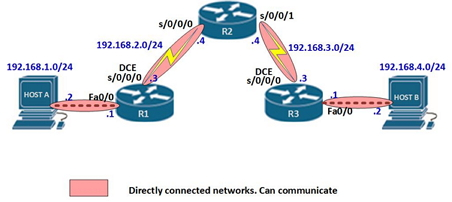 s/0/0/0
R2
s/0/0/1
.4
.4
192.168.2.0/24
192.168.3.0/24
192.168.1.0/24
DCE
s/0/0/0
.3
DCE
s/0/0/0
.3
192.168.4.0/24
HOST A
.2
Fa0/0
.1
R1
R3
.1
Fa0/0
.2
HOST B
Directly connected networks. Can communicate